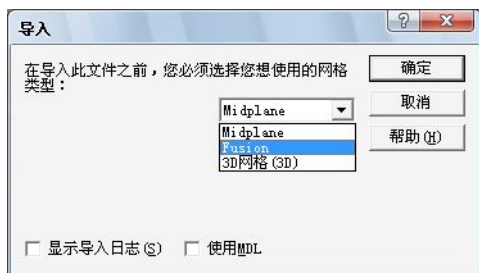 导入
在导入此文件之前，您必须选择您想使用的网格
类型：
确定
取消
帮助(H)
Midplane
Midplane
Fusion
3D网格(3D)
显示导入日志(S)
使用MDL